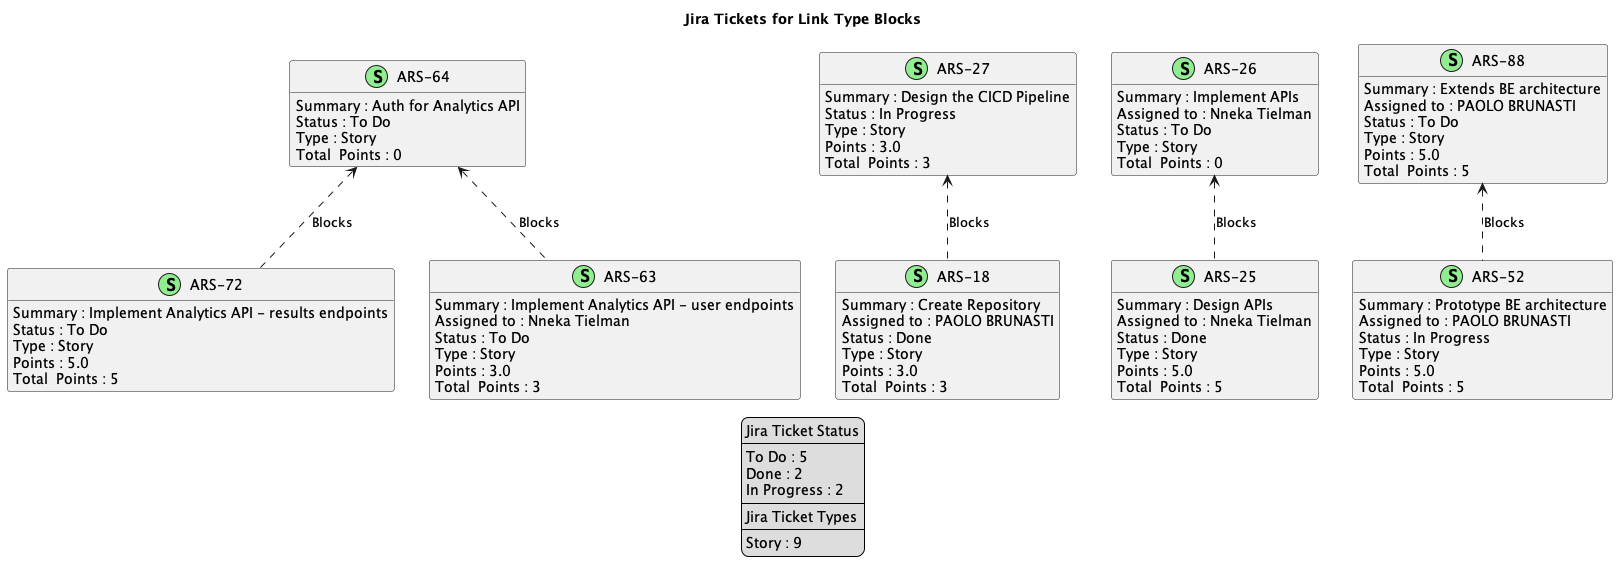 Jira Tickets for Link Type Blocks
S ARS-64
Summary : Auth for Analytics API
Status : To Do
Type : Story
Total  Points : 0
S ARS-27
Summary : Design the CICD Pipeline
Status : In Progress
Type : Story
Points : 3.0
Total  Points : 3
S ARS-26
Summary : Implement APIs
Assigned to : Nneka Tielman
Status : To Do
Type : Story
Total  Points : 0
S ARS-88
Summary : Extends BE architecture
Assigned to : PAOLO BRUNASTI
Status : To Do
Type : Story
Points : 5.0
Total  Points : 5
Blocks
Blocks
Blocks
Blocks
Blocks
S ARS-72
Summary : Implement Analytics API - results endpoints
Status : To Do
Type : Story
Points : 5.0
Total  Points : 5
S ARS-63
Summary : Implement Analytics API - user endpoints
Assigned to : Nneka Tielman
Status : To Do
Type : Story
Points : 3.0
Total  Points : 3
S ARS-18
Summary : Create Repository
Assigned to : PAOLO BRUNASTI
Status : Done
Type : Story
Points : 3.0
Total  Points : 3
S ARS-25
Summary : Design APIs
Assigned to : Nneka Tielman
Status : Done
Type : Story
Points : 5.0
Total  Points : 5
S ARS-52
Summary : Prototype BE architecture
Assigned to : PAOLO BRUNASTI
Status : In Progress
Type : Story
Points : 5.0
Total  Points : 5
Jira Ticket Status
To Do : 5
Done : 2
In Progress : 2
Jira Ticket Types
Story : 9